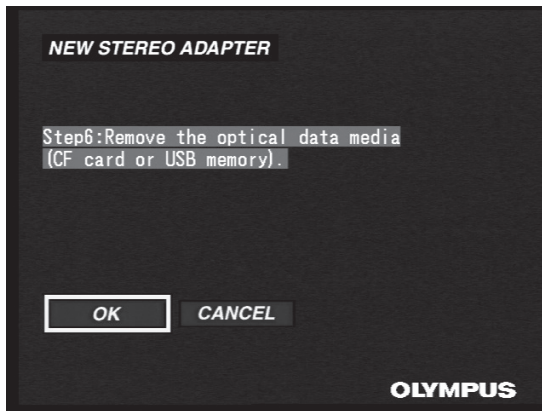 NEW STEREO ADAPTER
Step6:Remove the optical data media
(CF card or USB memory).
OK
CANCEL
OLYMPUS